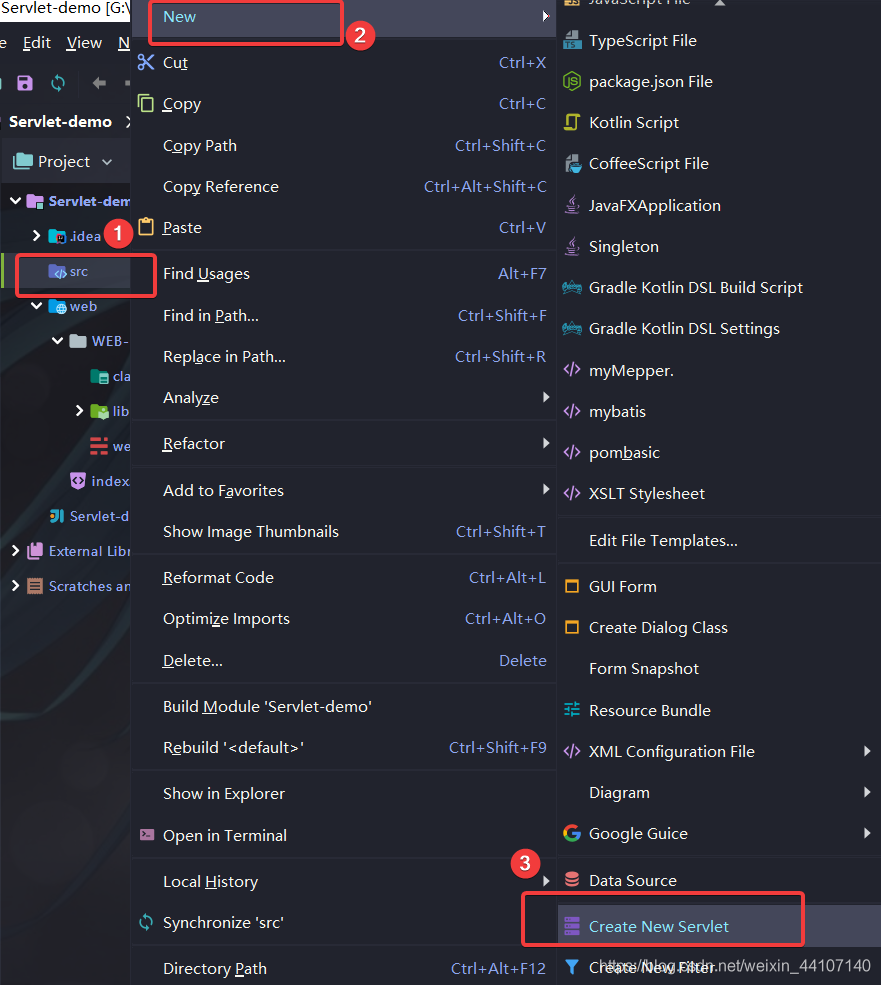 Servlet-demo [G:\
Edit View N
Servlet-demo
Project
Servlet-dem
.idea
1
src
web
WEB-
cla
lib
we
index
Servlet-d
External Libr
Scratches an
New
2
Cut Ctrl+X
Copy Ctrl+C
Copy Path Ctrl+Shift+C
Copy Reference Ctrl+Alt+Shift+C
Paste Ctrl+V
Find Usages Alt+F7
Find in Path... Ctrl+Shift+F
Replace in Path... Ctrl+Shift+R
Analyze
Refactor
Add to Favorites
Show Image Thumbnails Ctrl+Shift+T
Reformat Code Ctrl+Alt+L
Optimize Imports Ctrl+Alt+O
Delete... Delete
Build Module 'Servlet-demo'
Rebuild '<default>' Ctrl+Shift+F9
Show in Explorer
Open in Terminal
Local History
Synchronize 'src'
Directory Path Ctrl+Alt+F12
JavaScript File
TypeScript File
package.json File
Kotlin Script
CoffeeScript File
JavaFXApplication
Singleton
Gradle Kotlin DSL Build Script
Gradle Kotlin DSL Settings
myMepper.
mybatis
pombasic
XSLT Stylesheet
Edit File Templates...
GUI Form
Create Dialog Class
Form Snapshot
Resource Bundle
XML Configuration File
Diagram
Google Guice
3
Data Source
Create New Servlet
Create New Filter
https://blog.csdn.net/weixin_44107140